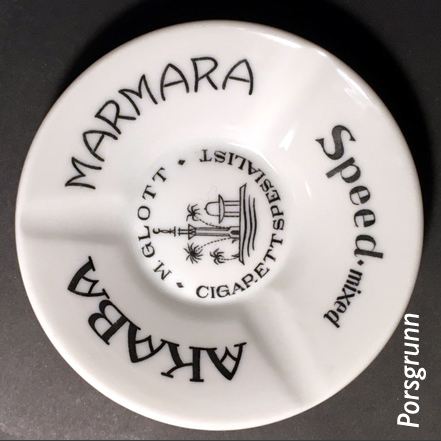 MARMARA
Speed · mixed
AKABA
M. GLOTT · CIGARETTSPESIALIST ·
Porsgrunn